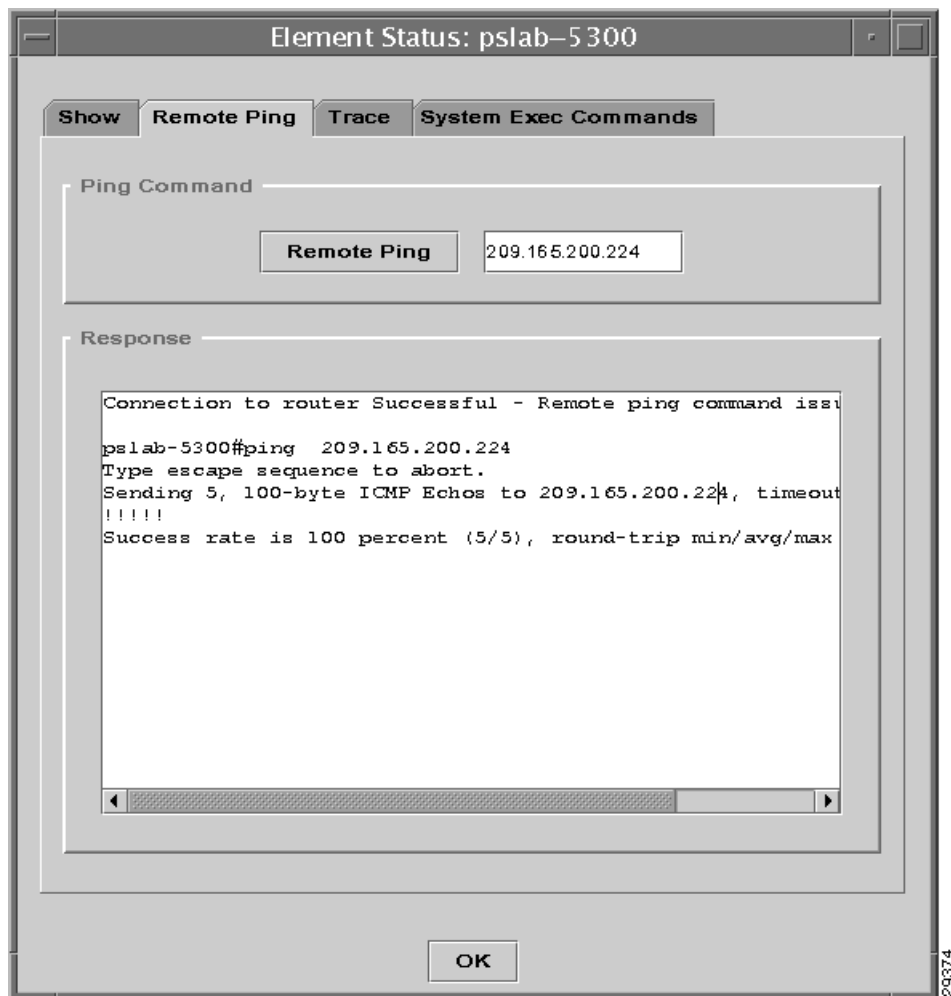 Element Status: pslab–5300
Show Remote Ping Trace System Exec Commands
Ping Command
Remote Ping 209.165.200.224
Response
Connection to router Successful - Remote ping command issu
pslab-5300#ping  209.165.200.224
Type escape sequence to abort.
Sending 5, 100-byte ICMP Echos to 209.165.200.224, timeout
!!!!!
Success rate is 100 percent (5/5), round-trip min/avg/max
OK
29374